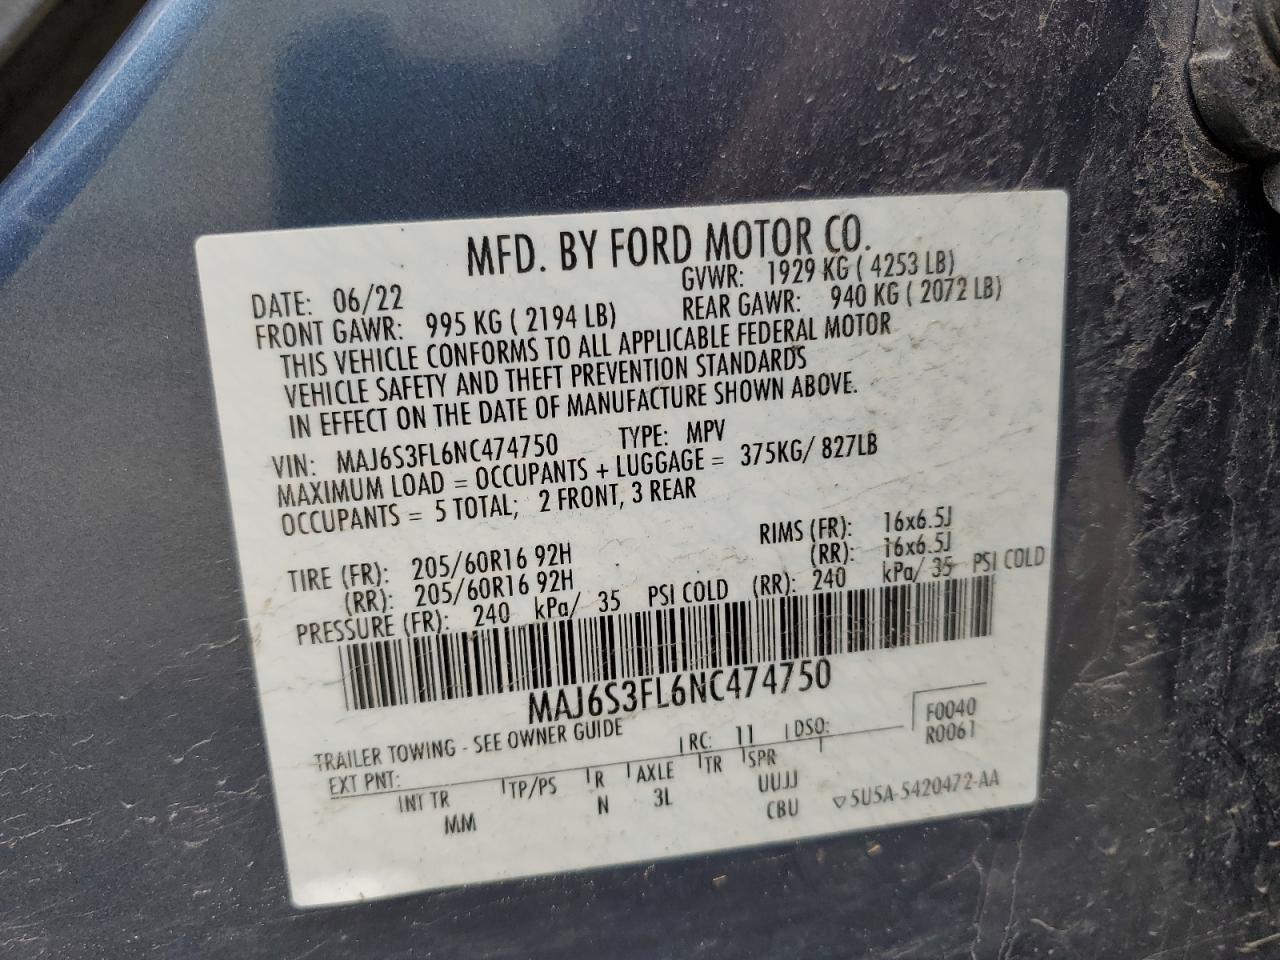 MFD. BY FORD MOTOR CO.
DATE: 06/22 GVWR: 1929 KG ( 4253 LB)
FRONT GAWR: 995 KG ( 2194 LB) REAR GAWR: 940 KG ( 2072 LB)
THIS VEHICLE CONFORMS TO ALL APPLICABLE FEDERAL MOTOR
VEHICLE SAFETY AND THEFT PREVENTION STANDARDS
IN EFFECT ON THE DATE OF MANUFACTURE SHOWN ABOVE.
VIN: MAJ6S3FL6NC474750 TYPE: MPV
MAXIMUM LOAD = OCCUPANTS + LUGGAGE = 375KG/ 827LB
OCCUPANTS = 5 TOTAL; 2 FRONT, 3 REAR
TIRE (FR): 205/60R16 92H RIMS (FR): 16x6.5J
(RR): 205/60R16 92H (RR): 16x6.5J
PRESSURE (FR): 240 kPa/ 35 PSI COLD (RR): 240 kPa/ 35 PSI COLD
MAJ6S3FL6NC474750
TRAILER TOWING - SEE OWNER GUIDE
EXT PNT: RC: 11 DSO: F0040
R0061
INT TR TP/PS R AXLE TR SPR
MM N 3L UUJJ
CBU ▽5U5A-5420472-AA